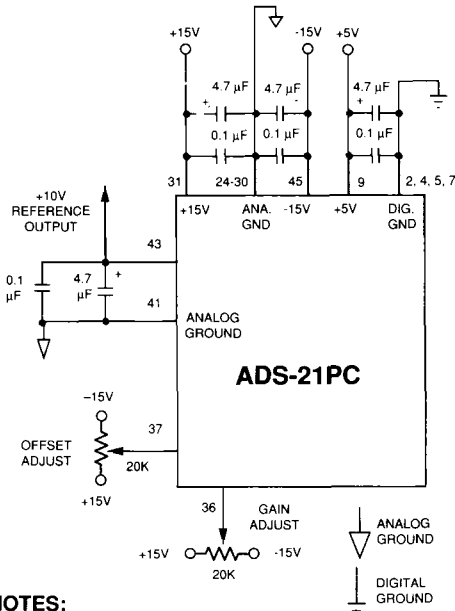 +15V -15V +5V
4.7 µF 4.7 µF 4.7 µF
+ - +
0.1 µF 0.1 µF 0.1 µF
31 24-30 45 9 2, 4, 5, 7
+15V ANA. GND -15V +5V DIG. GND
+10V
REFERENCE
OUTPUT
43
0.1 µF
4.7 µF
+
41
ANALOG
GROUND
ADS-21PC
-15V
37
OFFSET
ADJUST
20K
+15V
36
GAIN
ADJUST
+15V -15V
20K
ANALOG
GROUND
DIGITAL
GROUND
NOTES: